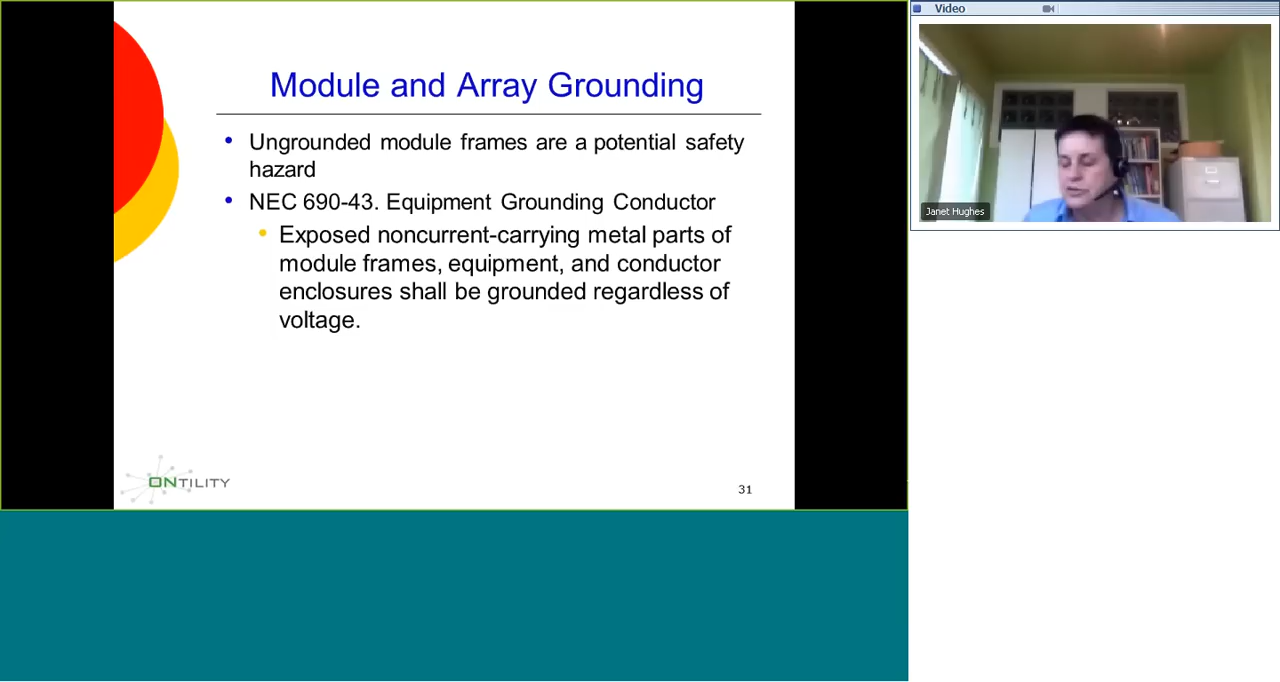 Module and Array Grounding
• Ungrounded module frames are a potential safety
hazard
• NEC 690-43. Equipment Grounding Conductor
• Exposed noncurrent-carrying metal parts of
module frames, equipment, and conductor
enclosures shall be grounded regardless of
voltage.
ONTILITY
31
Video
Janet Hughes